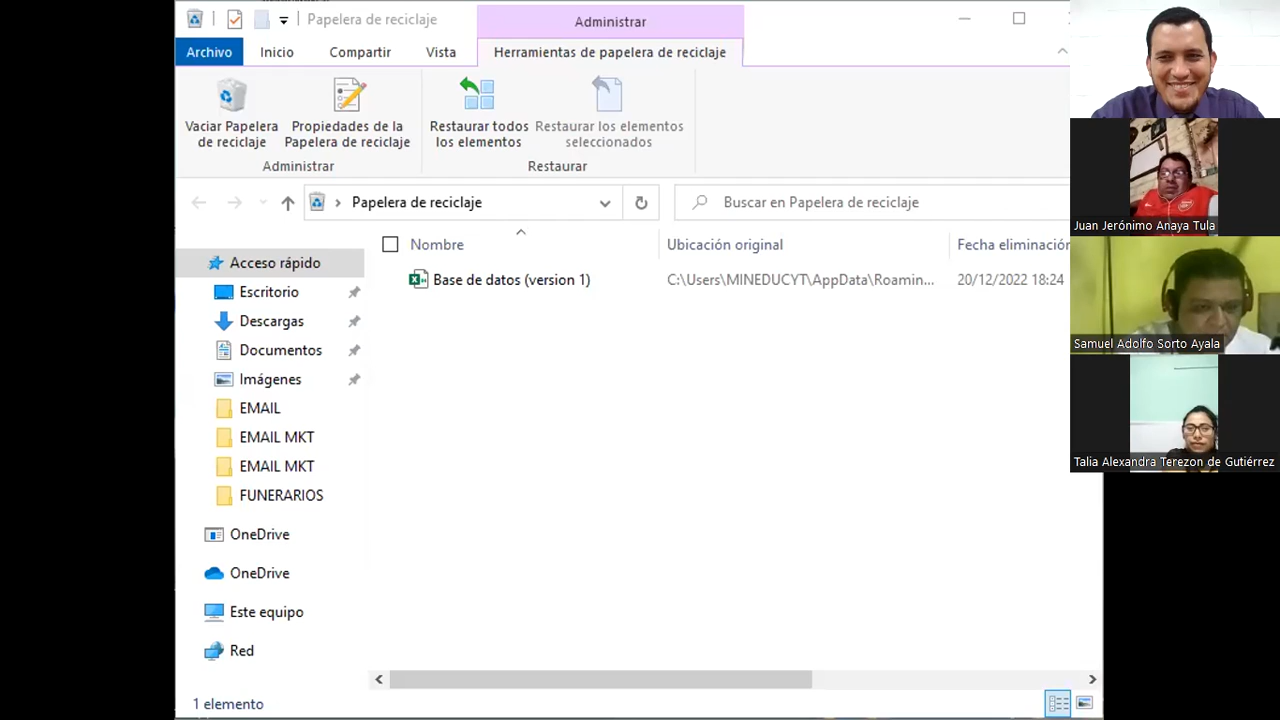 Papelera de reciclaje
Administrar
Archivo
Inicio
Compartir
Vista
Herramientas de papelera de reciclaje
Vaciar Papelera
de reciclaje
Propiedades de la
Papelera de reciclaje
Restaurar todos
los elementos
Restaurar los elementos
seleccionados
Administrar
Restaurar
Papelera de reciclaje
Buscar en Papelera de reciclaje
Nombre
Ubicación original
Fecha eliminación
Base de datos (version 1)
C:\Users\MINEDUCYT\AppData\Roamin...
20/12/2022 18:24
Acceso rápido
Escritorio
Descargas
Documentos
Imágenes
EMAIL
EMAIL MKT
EMAIL MKT
FUNERARIOS
OneDrive
OneDrive
Este equipo
Red
1 elemento
Juan Jerónimo Anaya Tula
Samuel Adolfo Sorto Ayala
Talia Alexandra Terezon de Gutiérrez